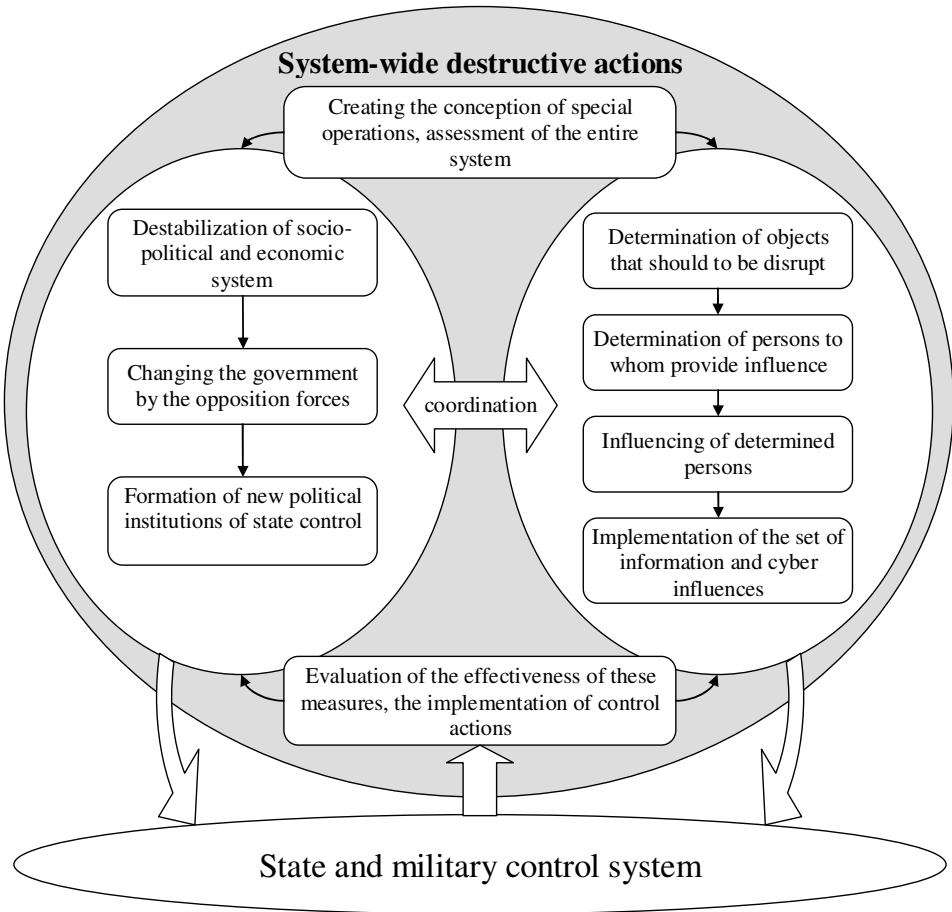 System-wide destructive actions
Creating the conception of special
operations, assessment of the entire
system
Destabilization of socio-
political and economic
system
Changing the government
by the opposition forces
Formation of new political
institutions of state control
coordination
Determination of objects
that should to be disrupt
Determination of persons to
whom provide influence
Influencing of determined
persons
Implementation of the set of
information and cyber
influences
Evaluation of the effectiveness of these
measures, the implementation of control
actions
State and military control system